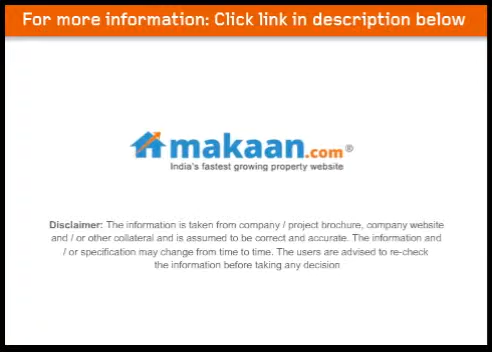 For more information: Click link in description below
makaan.com®
India's fastest growing property website
Disclaimer: The information is taken from company / project brochure, company website
and / or other collateral and is assumed to be correct and accurate. The information and
/ or specification may change from time to time. The users are advised to re-check
the information before taking any decision